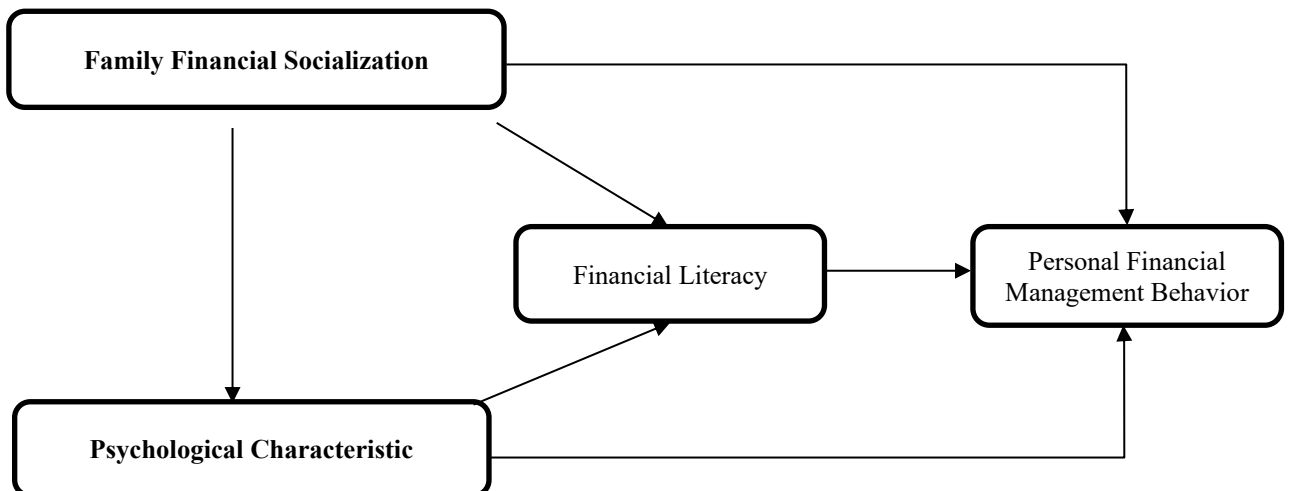 Family Financial Socialization
Financial Literacy
Personal Financial
Management Behavior
Psychological Characteristic